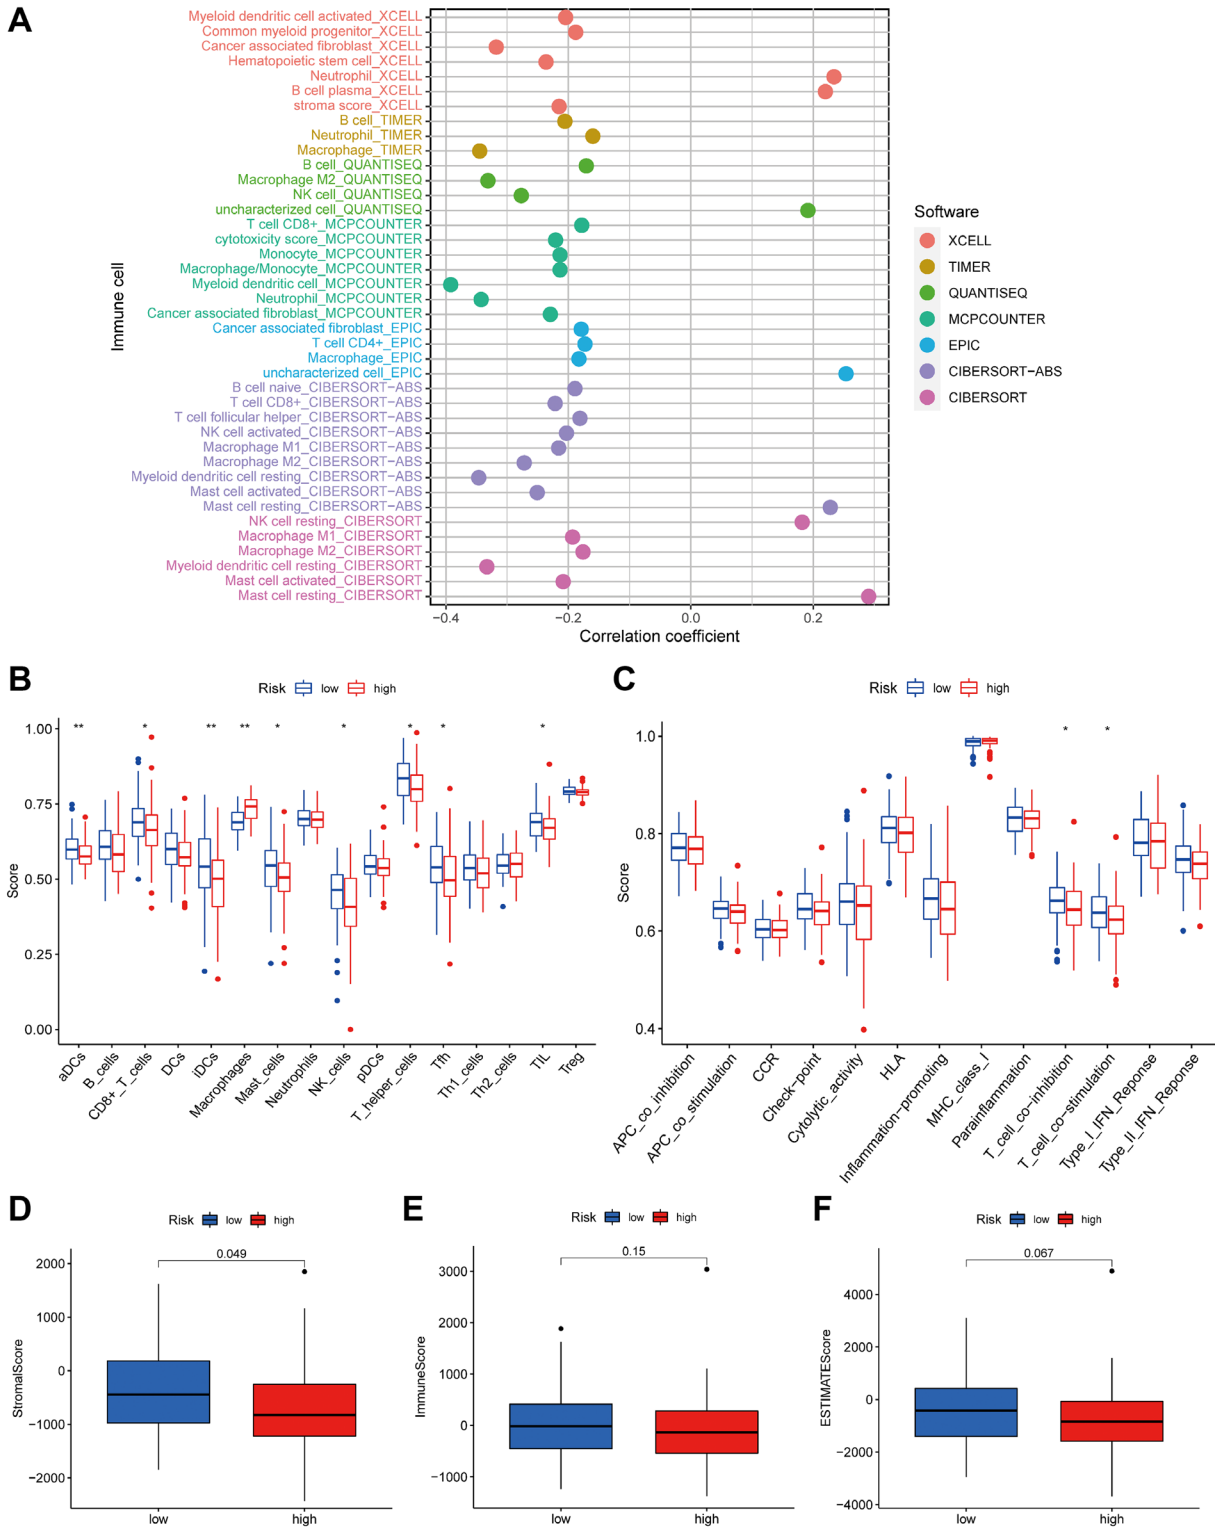 A
Myeloid dendritic cell activated_XCELL
Common myeloid progenitor_XCELL
Cancer associated fibroblast_XCELL
Hematopoietic stem cell_XCELL
Neutrophil_XCELL
B cell plasma_XCELL
stroma score_XCELL
B cell_TIMER
Neutrophil_TIMER
Macrophage_TIMER
B cell_QUANTISEQ
Macrophage M2_QUANTISEQ
NK cell_QUANTISEQ
uncharacterized cell_QUANTISEQ
T cell CD8+_MCPCOUNTER
cytotoxicity score_MCPCOUNTER
Monocyte_MCPCOUNTER
Macrophage/Monocyte_MCPCOUNTER
Myeloid dendritic cell_MCPCOUNTER
Neutrophil_MCPCOUNTER
Cancer associated fibroblast_MCPCOUNTER
Cancer associated fibroblast_EPIC
T cell CD4+_EPIC
Macrophage_EPIC
uncharacterized cell_EPIC
B cell naive_CIBERSORT−ABS
T cell CD8+_CIBERSORT−ABS
T cell follicular helper_CIBERSORT−ABS
NK cell activated_CIBERSORT−ABS
Macrophage M1_CIBERSORT−ABS
Macrophage M2_CIBERSORT−ABS
Myeloid dendritic cell resting_CIBERSORT−ABS
Mast cell activated_CIBERSORT−ABS
Mast cell resting_CIBERSORT−ABS
NK cell resting_CIBERSORT
Macrophage M1_CIBERSORT
Macrophage M2_CIBERSORT
Myeloid dendritic cell resting_CIBERSORT
Mast cell activated_CIBERSORT
Mast cell resting_CIBERSORT
Immune cell
−0.4 −0.2 0.0 0.2
Correlation coefficient
Software
XCELL
TIMER
QUANTISEQ
MCPCOUNTER
EPIC
CIBERSORT−ABS
CIBERSORT
B
Risk low high
** * ** ** * * * * *
1.00
0.75
0.50
0.25
0.00
Score
aDCs
B_cells
CD8+_T_cells
DCs
iDCs
Macrophages
Mast_cells
Neutrophils
NK_cells
pDCs
T_helper_cells
Tfh
Th1_cells
Th2_cells
TIL
Treg
C
Risk low high
* *
1.0
0.8
0.6
0.4
Score
APC_co_inhibition
APC_co_stimulation
CCR
Check−point
Cytolytic_activity
HLA
Inflammation−promoting
MHC_class_I
Parainflammation
T_cell_co−inhibition
T_cell_co−stimulation
Type_I_IFN_Reponse
Type_II_IFN_Reponse
D
Risk low high
0.049
2000
1000
0
−1000
−2000
StromalScore
low high
E
Risk low high
0.15
3000
2000
1000
0
−1000
ImmuneScore
low high
F
Risk low high
0.067
4000
2000
0
−2000
−4000
ESTIMATEScore
low high